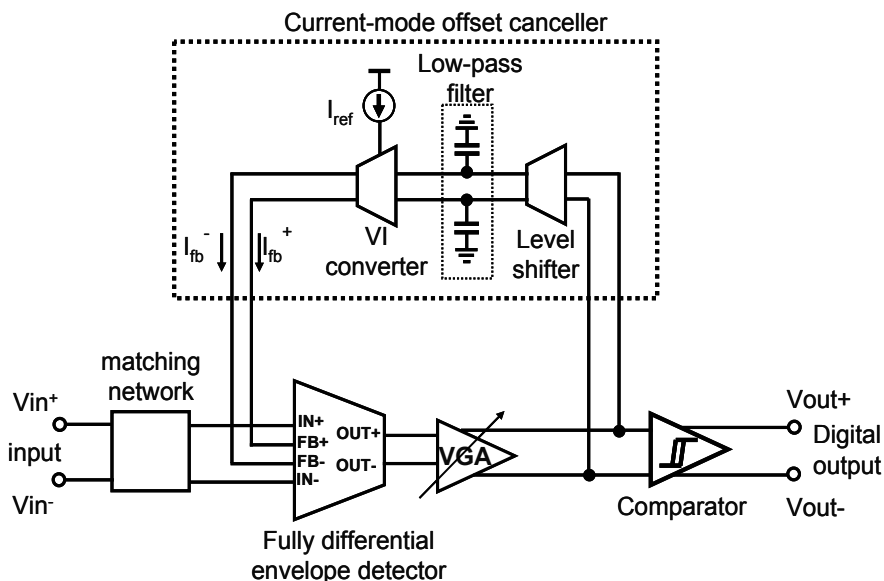 Current-mode offset canceller
Low-pass
filter
Iref
VI
converter
Level
shifter
Ifb-
Ifb+
matching
network
Vin+
input
Vin-
IN+
FB+
FB-
IN-
OUT+
OUT-
VGA
Fully differential
envelope detector
Comparator
Vout+
Digital
output
Vout-